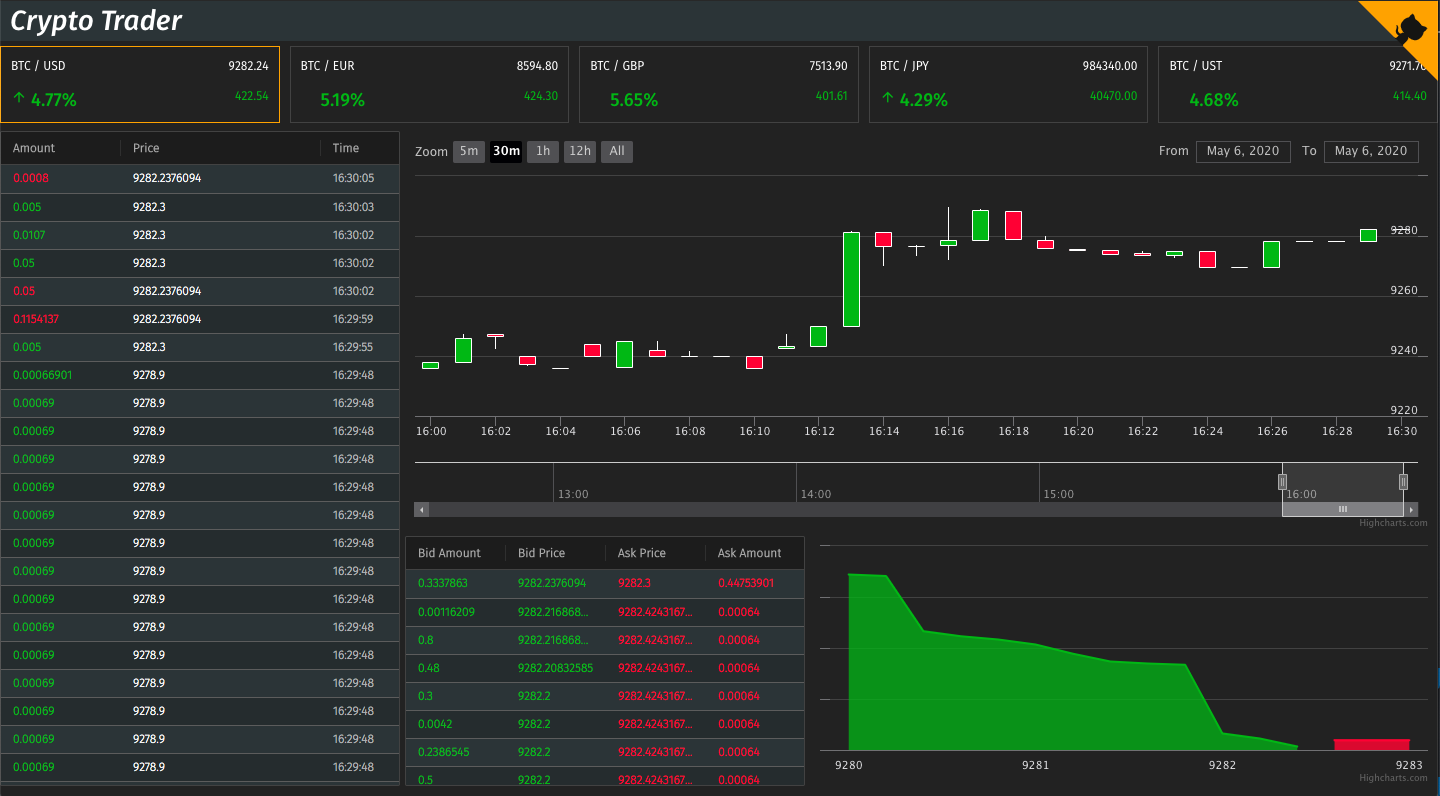 Crypto Trader
BTC / USD 9282.24
↑ 4.77% 422.54
BTC / EUR 8594.80
5.19% 424.30
BTC / GBP 7513.90
5.65% 401.61
BTC / JPY 984340.00
↑ 4.29% 40470.00
BTC / UST
4.68% 414.40
Amount Price Time
0.0008 9282.2376094 16:30:05
0.005 9282.3 16:30:03
0.0107 9282.3 16:30:02
0.05 9282.3 16:30:02
0.05 9282.2376094 16:30:02
0.1154137 9282.2376094 16:29:59
0.005 9282.3 16:29:55
0.00066901 9278.9 16:29:48
0.00069 9278.9 16:29:48
0.00069 9278.9 16:29:48
0.00069 9278.9 16:29:48
0.00069 9278.9 16:29:48
0.00069 9278.9 16:29:48
0.00069 9278.9 16:29:48
0.00069 9278.9 16:29:48
0.00069 9278.9 16:29:48
0.00069 9278.9 16:29:48
0.00069 9278.9 16:29:48
0.00069 9278.9 16:29:48
0.00069 9278.9 16:29:48
0.00069 9278.9 16:29:48
0.00069 9278.9 16:29:48
Zoom 5m 30m 1h 12h All From May 6, 2020 To May 6, 2020
9280
9260
9240
9220
16:00 16:02 16:04 16:06 16:08 16:10 16:12 16:14 16:16 16:18 16:20 16:22 16:24 16:26 16:28 16:30
13:00 14:00 15:00 16:00
Highcharts.com
Bid Amount Bid Price Ask Price Ask Amount
0.3337863 9282.2376094 9282.3 0.44753901
0.00116209 9282.216868... 9282.4243167... 0.00064
0.8 9282.216868... 9282.4243167... 0.00064
0.48 9282.20832585 9282.4243167... 0.00064
0.3 9282.2 9282.4243167... 0.00064
0.0042 9282.2 9282.4243167... 0.00064
0.2386545 9282.2 9282.4243167... 0.00064
0.5 9282.2 9282.4243167... 0.00064
9280 9281 9282 9283
Highcharts.com